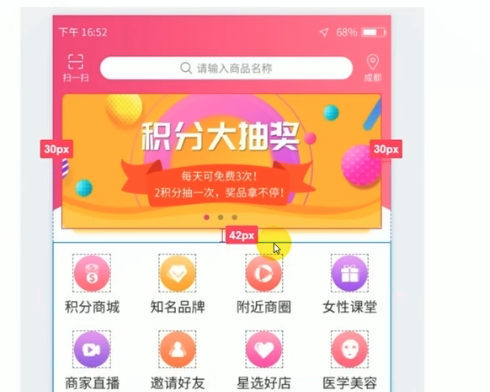 下午 16:52
68%
扫一扫
请输入商品名称
成都
积分大抽奖
30px
30px
每天可免费3次!
2积分抽一次，奖品拿不停!
42px
积分商城
知名品牌
附近商圈
女性课堂
商家直播
邀请好友
星选好店
医学美容